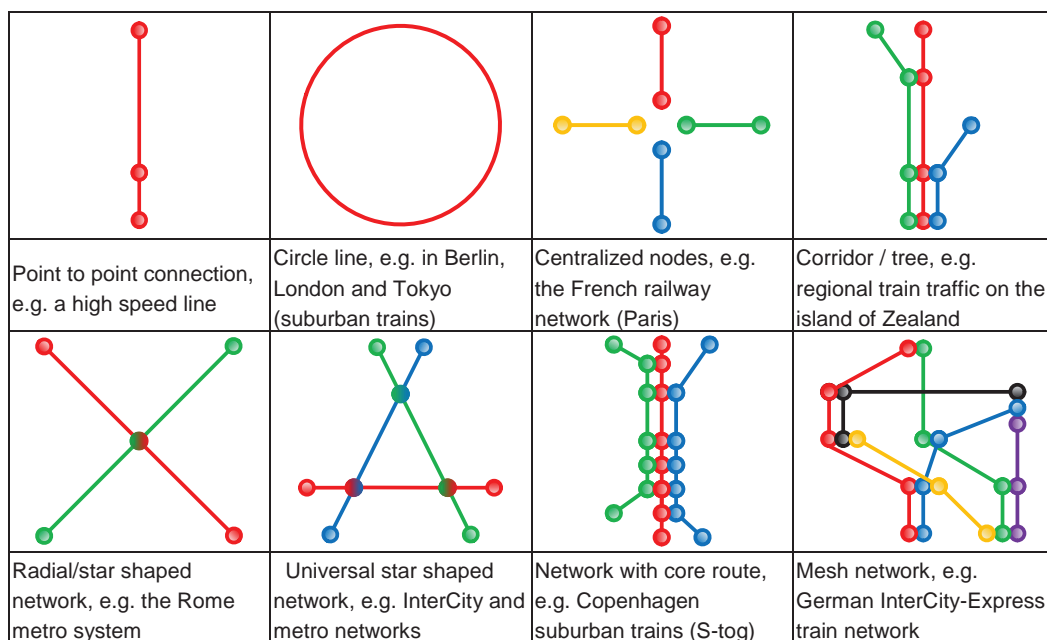 Point to point connection,
e.g. a high speed line
Circle line, e.g. in Berlin,
London and Tokyo
(suburban trains)
Centralized nodes, e.g.
the French railway
network (Paris)
Corridor / tree, e.g.
regional train traffic on the
island of Zealand
Radial/star shaped
network, e.g. the Rome
metro system
Universal star shaped
network, e.g. InterCity and
metro networks
Network with core route,
e.g. Copenhagen
suburban trains (S-tog)
Mesh network, e.g.
German InterCity-Express
train network